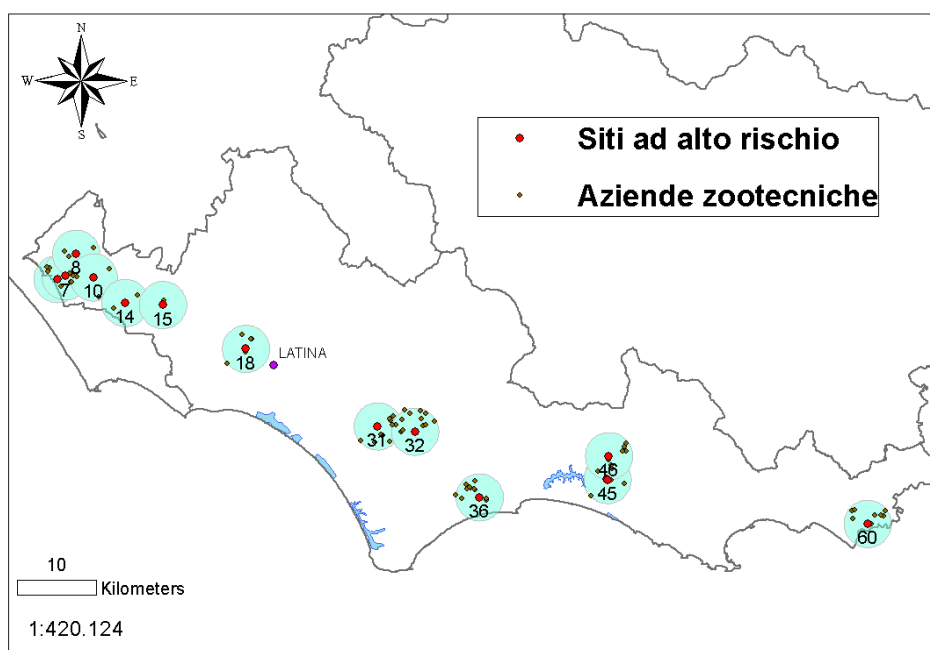 N
W E
S
Siti ad alto rischio
Aziende zootecniche
8
7
10
14
15
18
LATINA
31
32
46
45
36
60
10
Kilometers
1:420.124